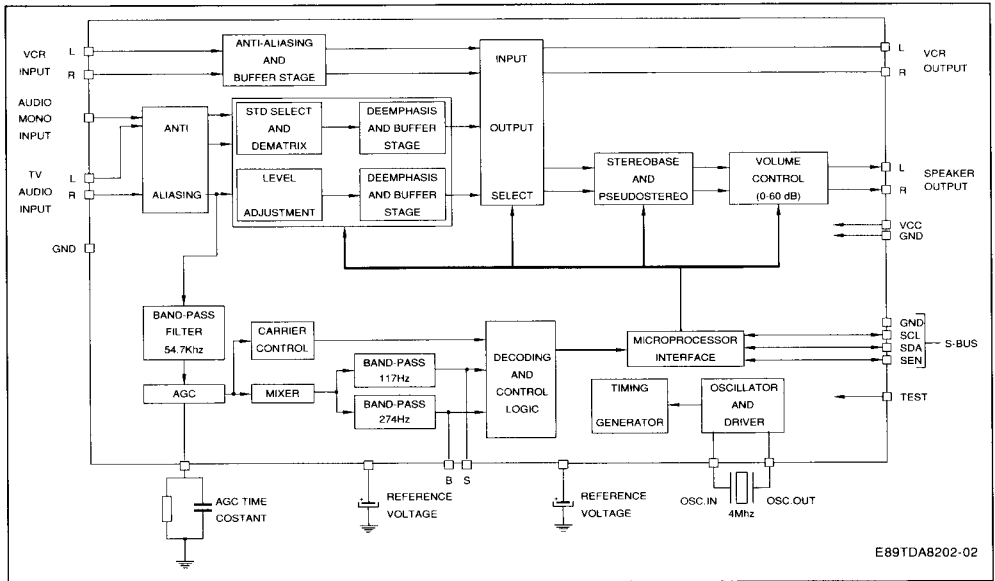 VCR
INPUT
L
R
ANTI-ALIASING
AND
BUFFER STAGE
INPUT
OUTPUT
SELECT
L
R
VCR
OUTPUT
AUDIO
MONO
INPUT
TV
AUDIO
INPUT
L
R
ANTI
ALIASING
STD SELECT
AND
DEMATRIX
DEEMPHASIS
AND BUFFER
STAGE
LEVEL
ADJUSTMENT
DEEMPHASIS
AND BUFFER
STAGE
STEREOBASE
AND
PSEUDOSTEREO
VOLUME
CONTROL
(0-60 dB)
L
R
SPEAKER
OUTPUT
VCC
GND
GND
BAND-PASS
FILTER
54.7Khz
AGC
CARRIER
CONTROL
MIXER
BAND-PASS
117Hz
BAND-PASS
274Hz
DECODING
AND
CONTROL
LOGIC
MICROPROCESSOR
INTERFACE
GND
SCL
SDA
SEN
S-BUS
TIMING
GENERATOR
OSCILLATOR
AND
DRIVER
TEST
AGC TIME
COSTANT
+
REFERENCE
VOLTAGE
B
S
+
REFERENCE
VOLTAGE
OSC.IN
OSC.OUT
4Mhz
E89TDA8202-02